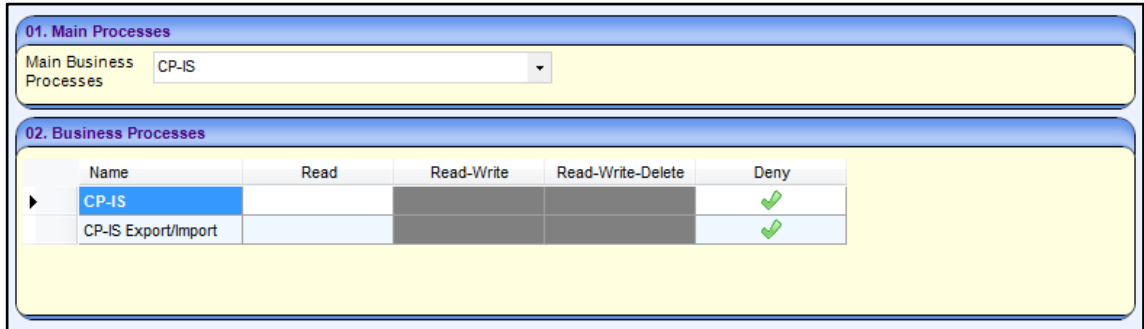 01. Main Processes
Main Business
Processes
CP-IS
02. Business Processes
Name Read Read-Write Read-Write-Delete Deny
CP-IS
CP-IS Export/Import